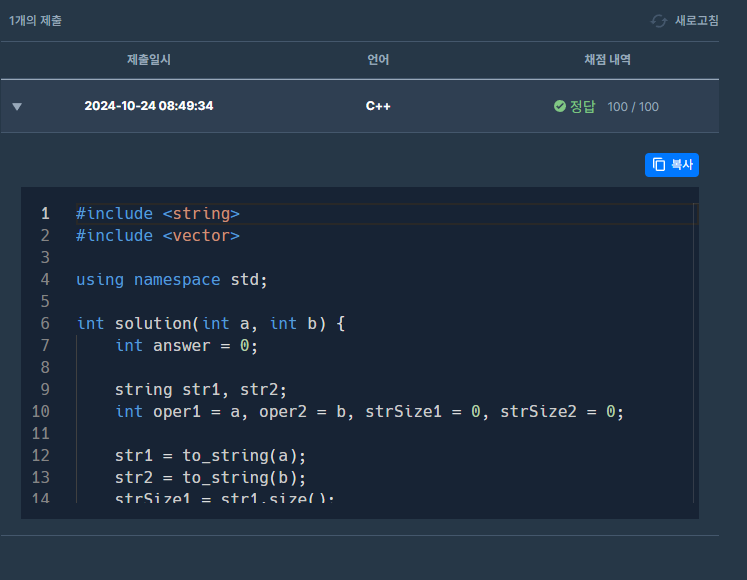 1개의 제출 새로고침
제출일시 언어 채점 내역
2024-10-24 08:49:34 C++ 정답 100 / 100
복사
1 #include <string>
2 #include <vector>
3
4 using namespace std;
5
6 int solution(int a, int b) {
7 int answer = 0;
8
9 string str1, str2;
10 int oper1 = a, oper2 = b, strSize1 = 0, strSize2 = 0;
11
12 str1 = to_string(a);
13 str2 = to_string(b);
14 strSize1 = str1.size();